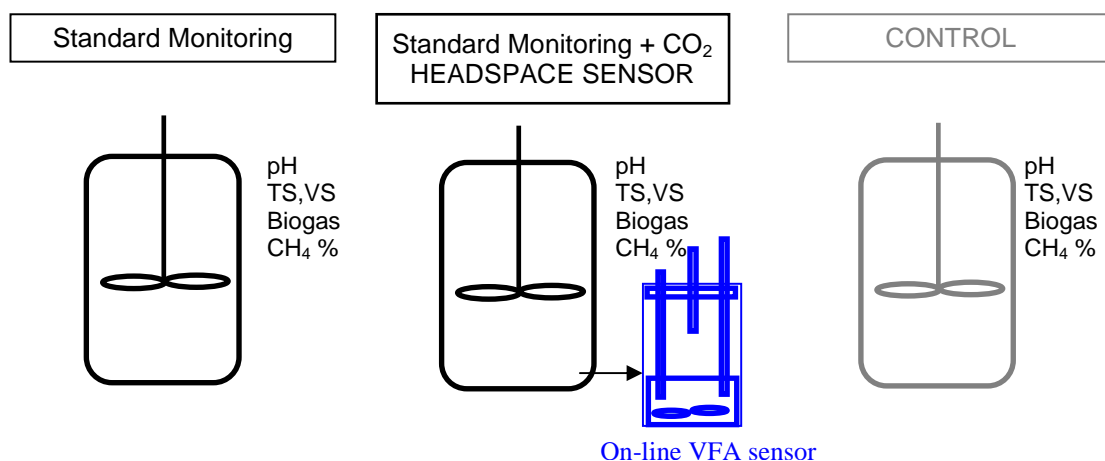 Standard Monitoring
Standard Monitoring + CO₂
HEADSPACE SENSOR
CONTROL
pH
TS,VS
Biogas
CH₄ %
pH
TS,VS
Biogas
CH₄ %
pH
TS,VS
Biogas
CH₄ %
On-line VFA sensor